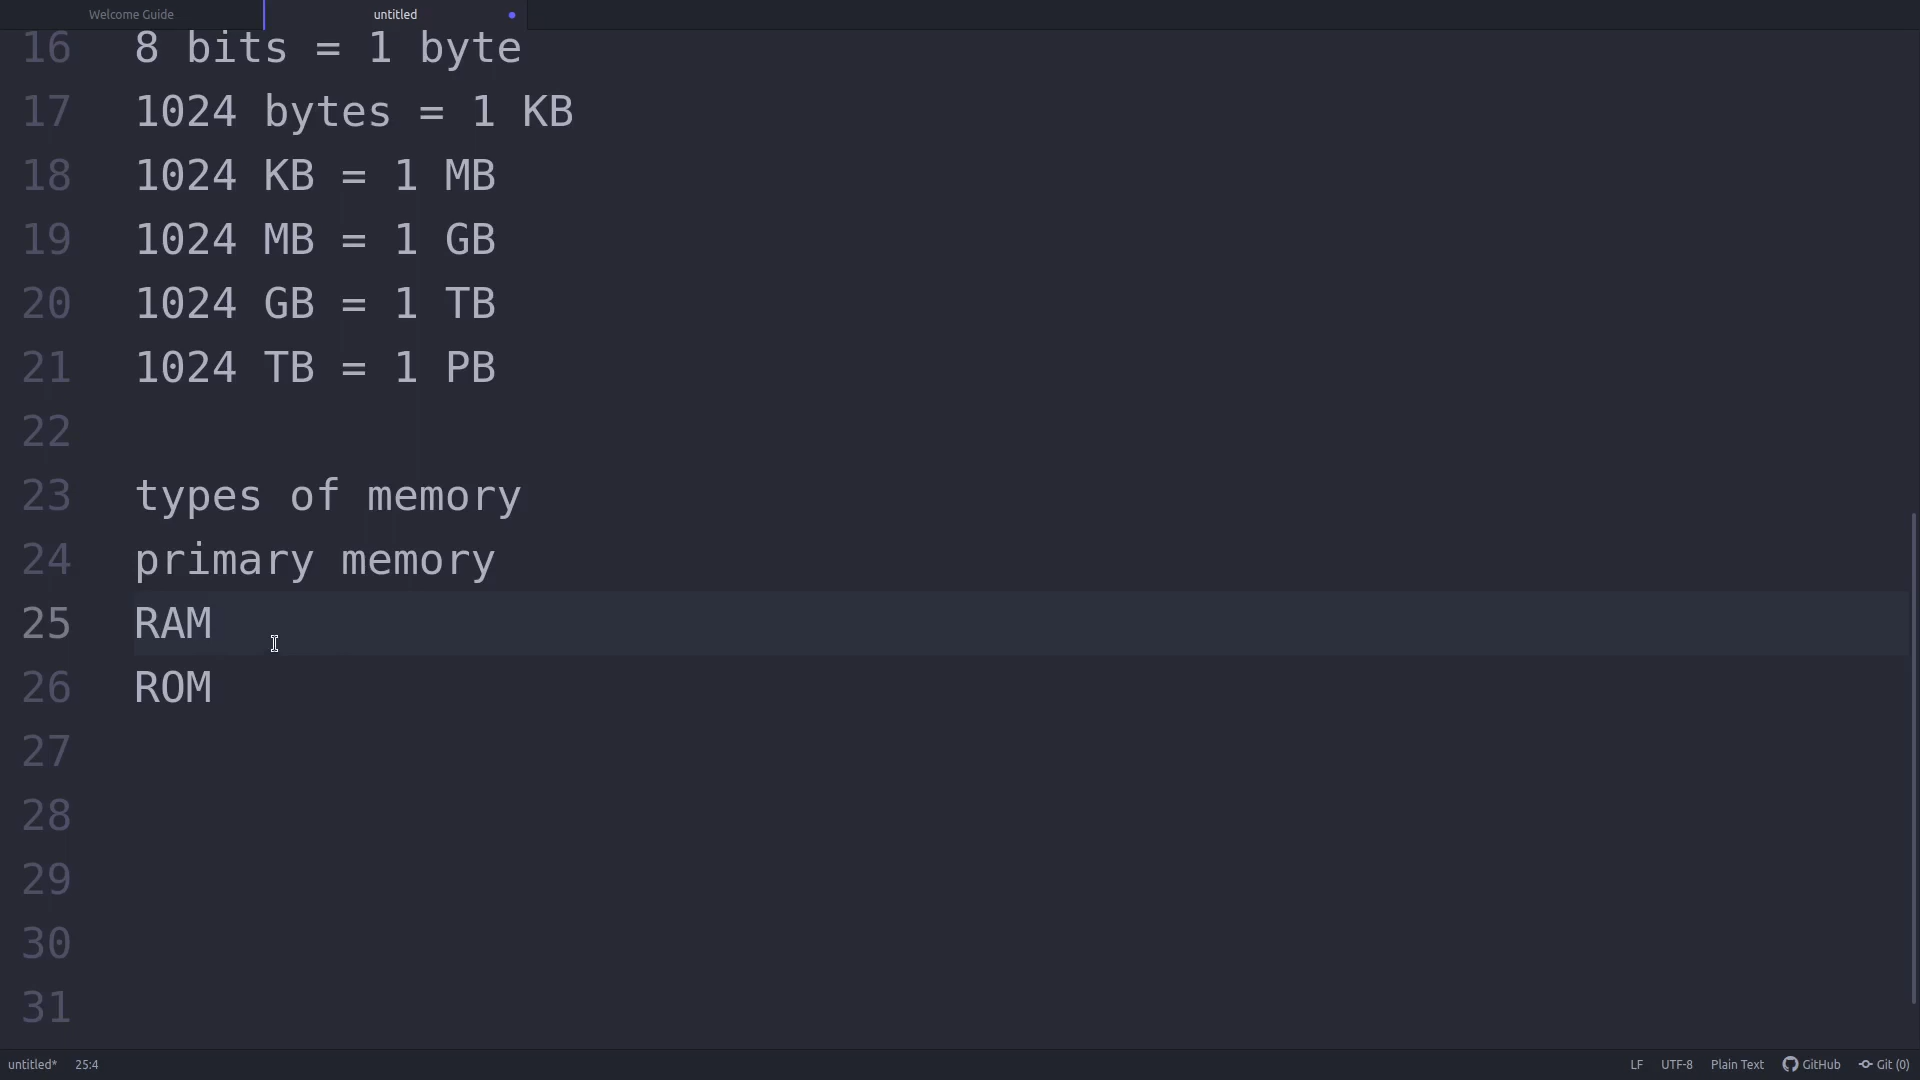 Welcome Guide
untitled
16 8 bits = 1 byte
17 1024 bytes = 1 KB
18 1024 KB = 1 MB
19 1024 MB = 1 GB
20 1024 GB = 1 TB
21 1024 TB = 1 PB
22
23 types of memory
24 primary memory
25 RAM
26 ROM
27
28
29
30
31
untitled* 25:4 LF UTF-8 Plain Text GitHub Git (0)